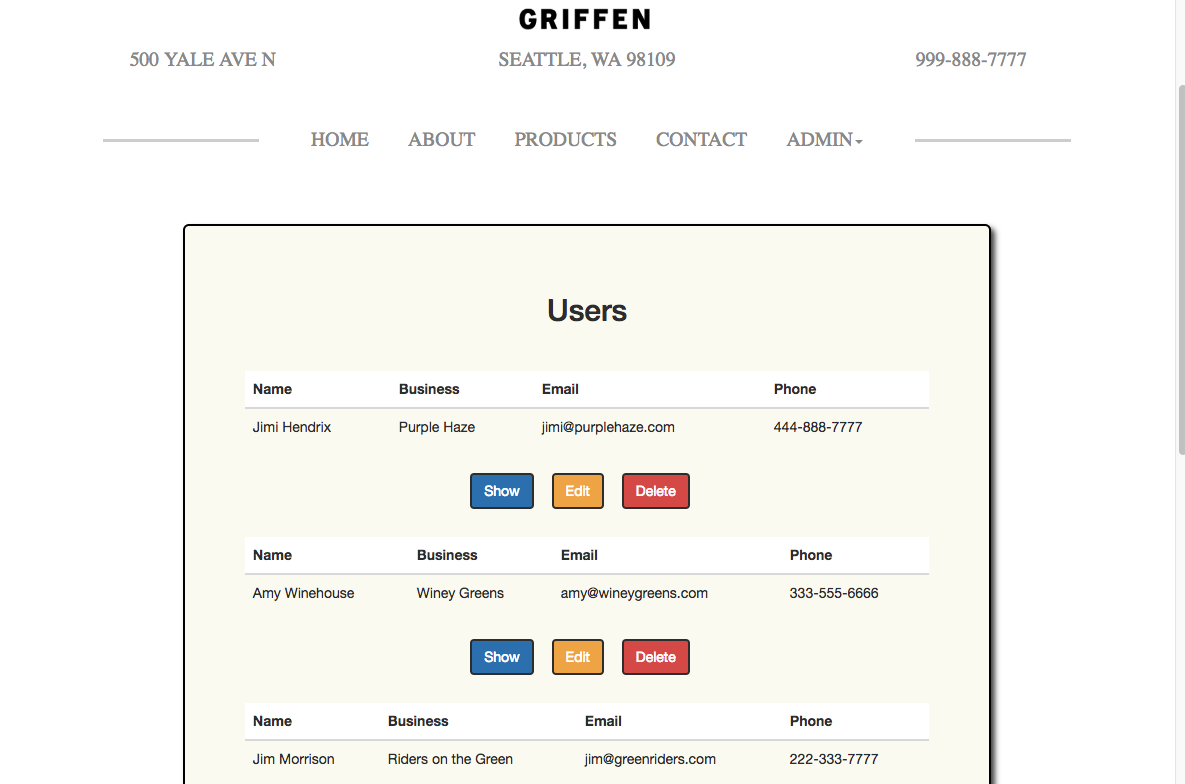 GRIFFEN
500 YALE AVE N SEATTLE, WA 98109 999-888-7777
HOME ABOUT PRODUCTS CONTACT ADMIN
Users
Name Business Email Phone
Jimi Hendrix Purple Haze jimi@purplehaze.com 444-888-7777
Show Edit Delete
Name Business Email Phone
Amy Winehouse Winey Greens amy@wineygreens.com 333-555-6666
Show Edit Delete
Name Business Email Phone
Jim Morrison Riders on the Green jim@greenriders.com 222-333-7777